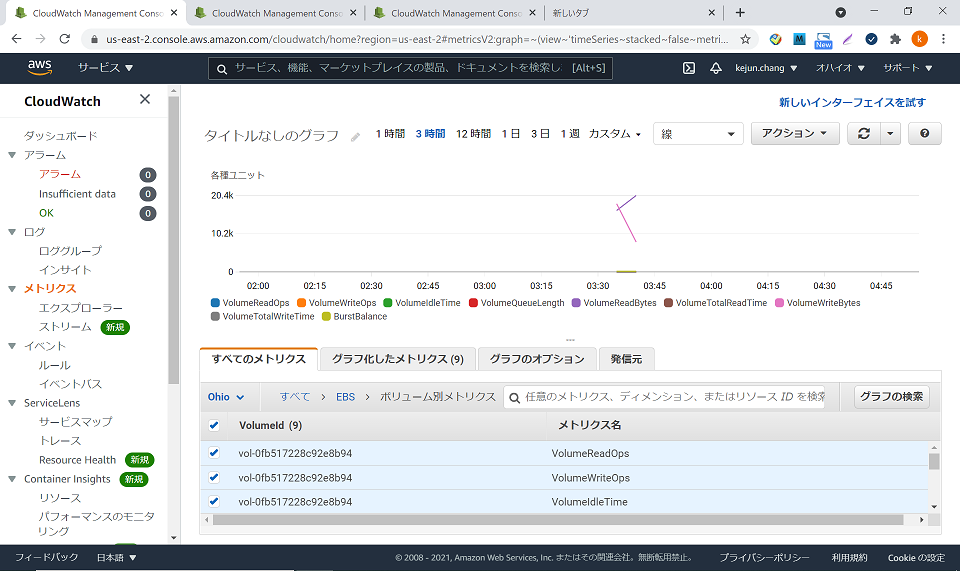 CloudWatch Management Conso
CloudWatch Management Conso
CloudWatch Management Conso
新しいタブ
us-east-2.console.aws.amazon.com/cloudwatch/home?region=us-east-2#metricsV2:graph=~(view~'timeSeries~stacked~false~metri...
New
k
aws
サービス
サービス、機能、マーケットプレイスの製品、ドキュメントを検索し
[Alt+S]
kejun.chang
オハイオ
サポート
CloudWatch
ダッシュボード
アラーム
アラーム 0
Insufficient data 0
OK 0
ログ
ロググループ
インサイト
メトリクス
エクスプローラー
ストリーム 新規
イベント
ルール
イベントバス
ServiceLens
サービスマップ
トレース
Resource Health 新規
Container Insights 新規
リソース
パフォーマンスのモニタ
リング
新しいインターフェイスを試す
タイトルなしのグラフ
1 時間 3 時間 12 時間 1 日 3 日 1 週 カスタム
線
アクション
各種ユニット
20.4k
10.2k
0
02:00 02:15 02:30 02:45 03:00 03:15 03:30 03:45 04:00 04:15 04:30 04:45
VolumeReadOps VolumeWriteOps VolumeIdleTime VolumeQueueLength VolumeReadBytes VolumeTotalReadTime VolumeWriteBytes
VolumeTotalWriteTime BurstBalance
すべてのメトリクス グラフ化したメトリクス (9) グラフのオプション 発信元
Ohio すべて > EBS > ボリューム別メトリクス 任意のメトリクス、ディメンション、またはリソース ID を検索 グラフの検索
VolumeId (9) メトリクス名
vol-0fb517228c92e8b94 VolumeReadOps
vol-0fb517228c92e8b94 VolumeWriteOps
vol-0fb517228c92e8b94 VolumeIdleTime
フィードバック 日本語 © 2008 - 2021, Amazon Web Services, Inc. またはその関連会社。無断転用禁止。 プライバシーポリシー 利用規約 Cookie の設定